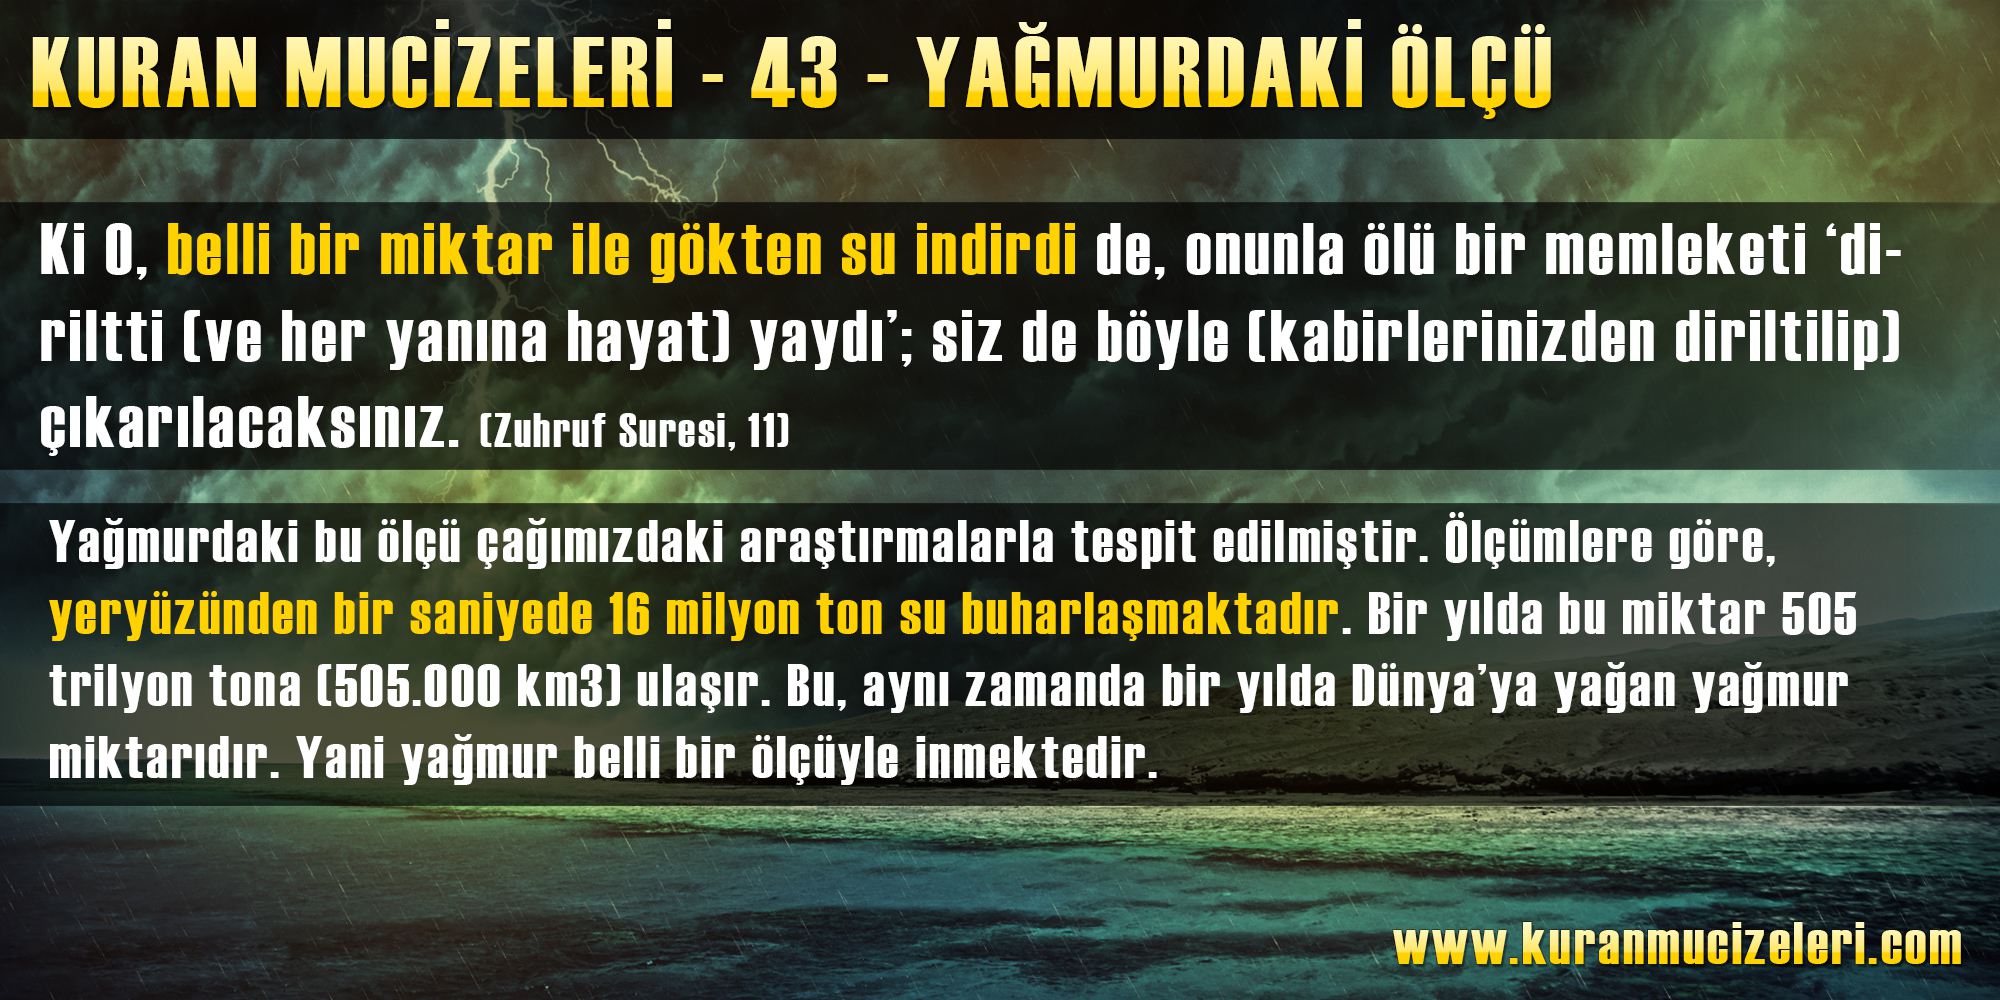 KURAN MUCİZELERİ - 43 - YAĞMURDAKİ ÖLÇÜ
Ki O, belli bir miktar ile gökten su indirdi de, onunla ölü bir memleketi ‘di-
riltti (ve her yanına hayat) yaydı’; siz de böyle (kabirlerinizden diriltilip)
çıkarılacaksınız. (Zuhruf Suresi, 11)
Yağmurdaki bu ölçü çağımızdaki araştırmalarla tespit edilmiştir. Ölçümlere göre,
yeryüzünden bir saniyede 16 milyon ton su buharlaşmaktadır. Bir yılda bu miktar 505
trilyon tona (505.000 km3) ulaşır. Bu, aynı zamanda bir yılda Dünya’ya yağan yağmur
miktarıdır. Yani yağmur belli bir ölçüyle inmektedir.
www.kuranmucizeleri.com